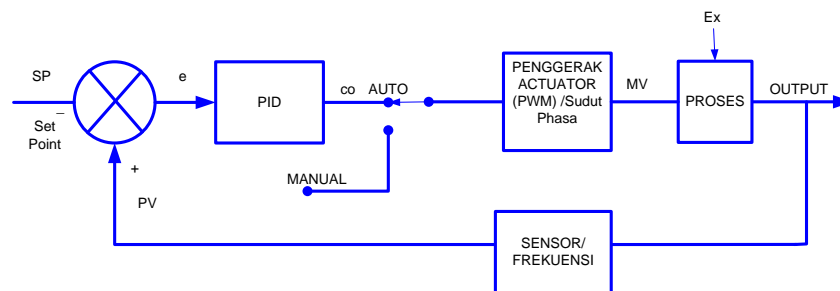 Ex
SP
e
PID
co
AUTO
PENGGERAK
ACTUATOR
(PWM) /Sudut
Phasa
MV
PROSES
OUTPUT
_
Set
Point
+
PV
MANUAL
SENSOR/
FREKUENSI